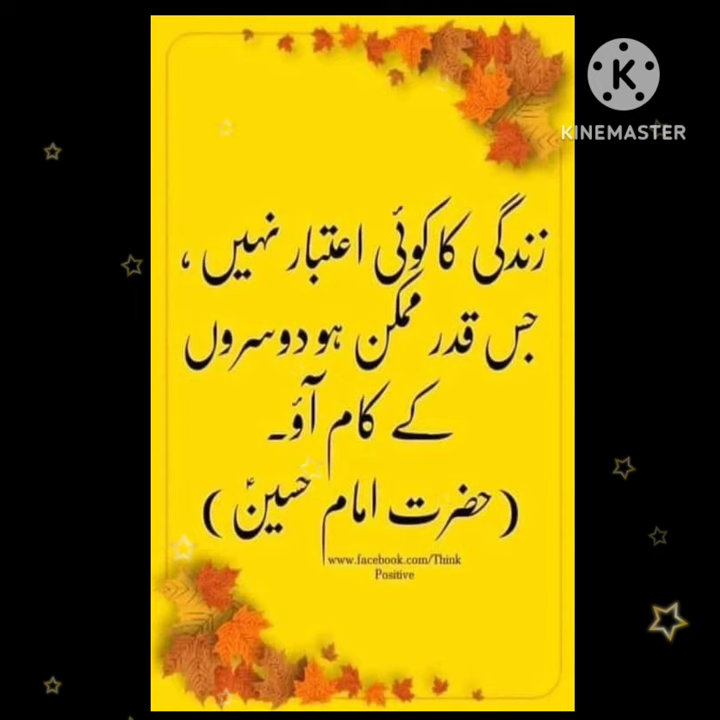 KINEMASTER
زندگی کا کوئی اعتبار نہیں ،
جس قدر ممکن ہو دوسروں
کے کام آؤ۔
(حضرت امام حسینؑ)
www.facebook.com/Think
Positive